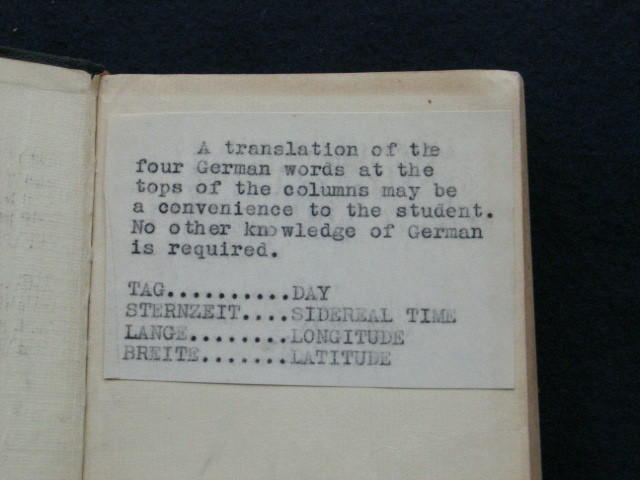 A translation of the
four German words at the
tops of the columns may be
a convenience to the student.
No other knowledge of German
is required.
TAG..........DAY
STERNZEIT....SIDEREAL TIME
LANGE........LONGITUDE
BREITE.......LATITUDE